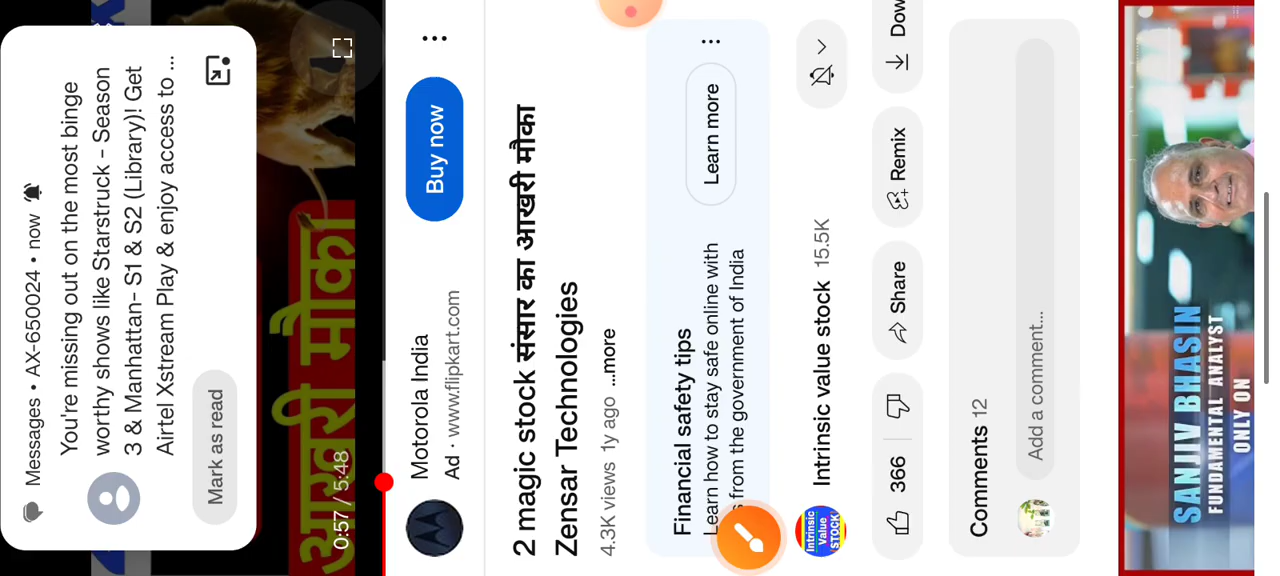 Messages • AX-650024 • now
You're missing out on the most binge
worthy shows like Starstruck - Season
3 & Manhattan- S1 & S2 (Library)! Get
Airtel Xstream Play & enjoy access to ...
Mark as read
आखरी मौका
0:57 / 5:48
Motorola India
Ad · www.flipkart.com
Buy now
2 magic stock संसार का आखरी मौका
Zensar Technologies
4.3K views 1y ago ...more
Financial safety tips
Learn how to stay safe online with
s from the government of India
Learn more
Intrinsic
Value
STOCK
Intrinsic value stock 15.5K
366
Share
Remix
Dow
Comments 12
Add a comment...
SANJIV BHASIN
FUNDAMENTAL ANALYST
ONLY ON